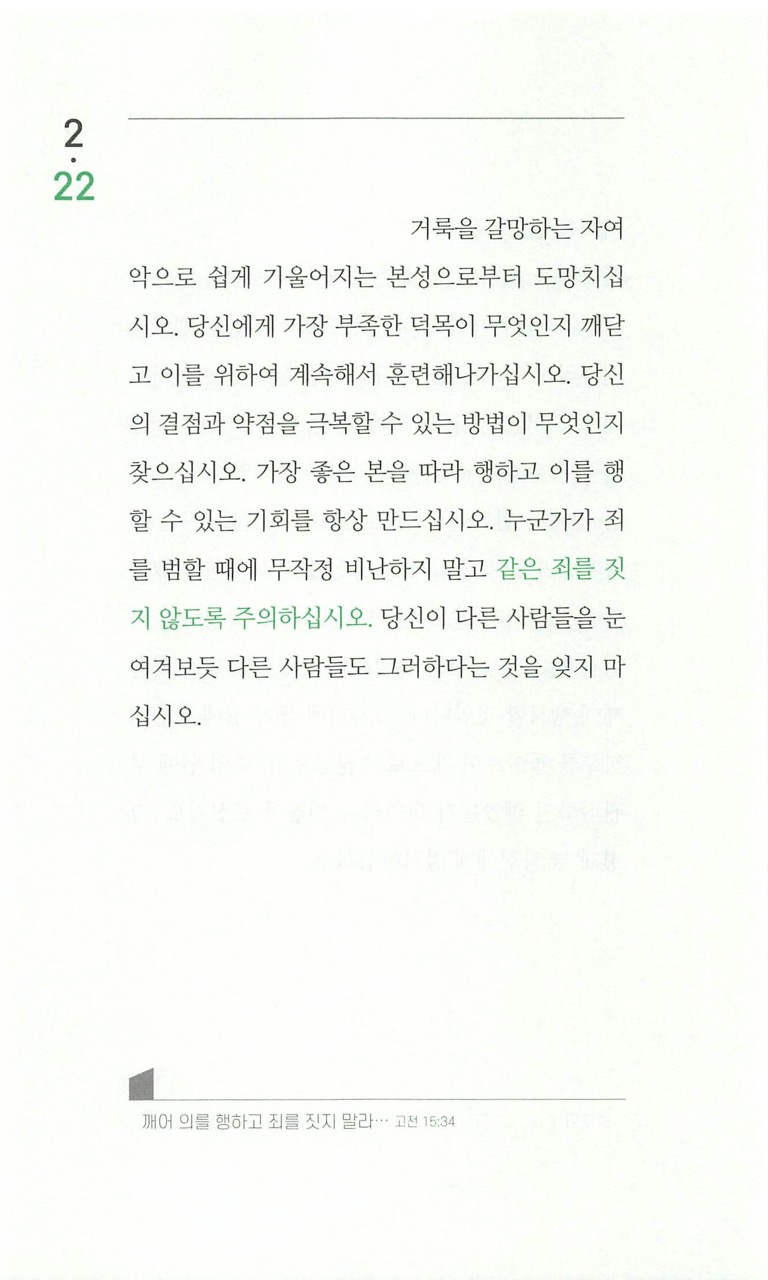 2
·
22
거룩을 갈망하는 자여
악으로 쉽게 기울어지는 본성으로부터 도망치십
시오. 당신에게 가장 부족한 덕목이 무엇인지 깨닫
고 이를 위하여 계속해서 훈련해나가십시오. 당신
의 결점과 약점을 극복할 수 있는 방법이 무엇인지
찾으십시오. 가장 좋은 본을 따라 행하고 이를 행
할 수 있는 기회를 항상 만드십시오. 누군가가 죄
를 범할 때에 무작정 비난하지 말고 같은 죄를 짓
지 않도록 주의하십시오. 당신이 다른 사람들을 눈
여겨보듯 다른 사람들도 그러하다는 것을 잊지 마
십시오.
깨어 의를 행하고 죄를 짓지 말라… 고전 15:34